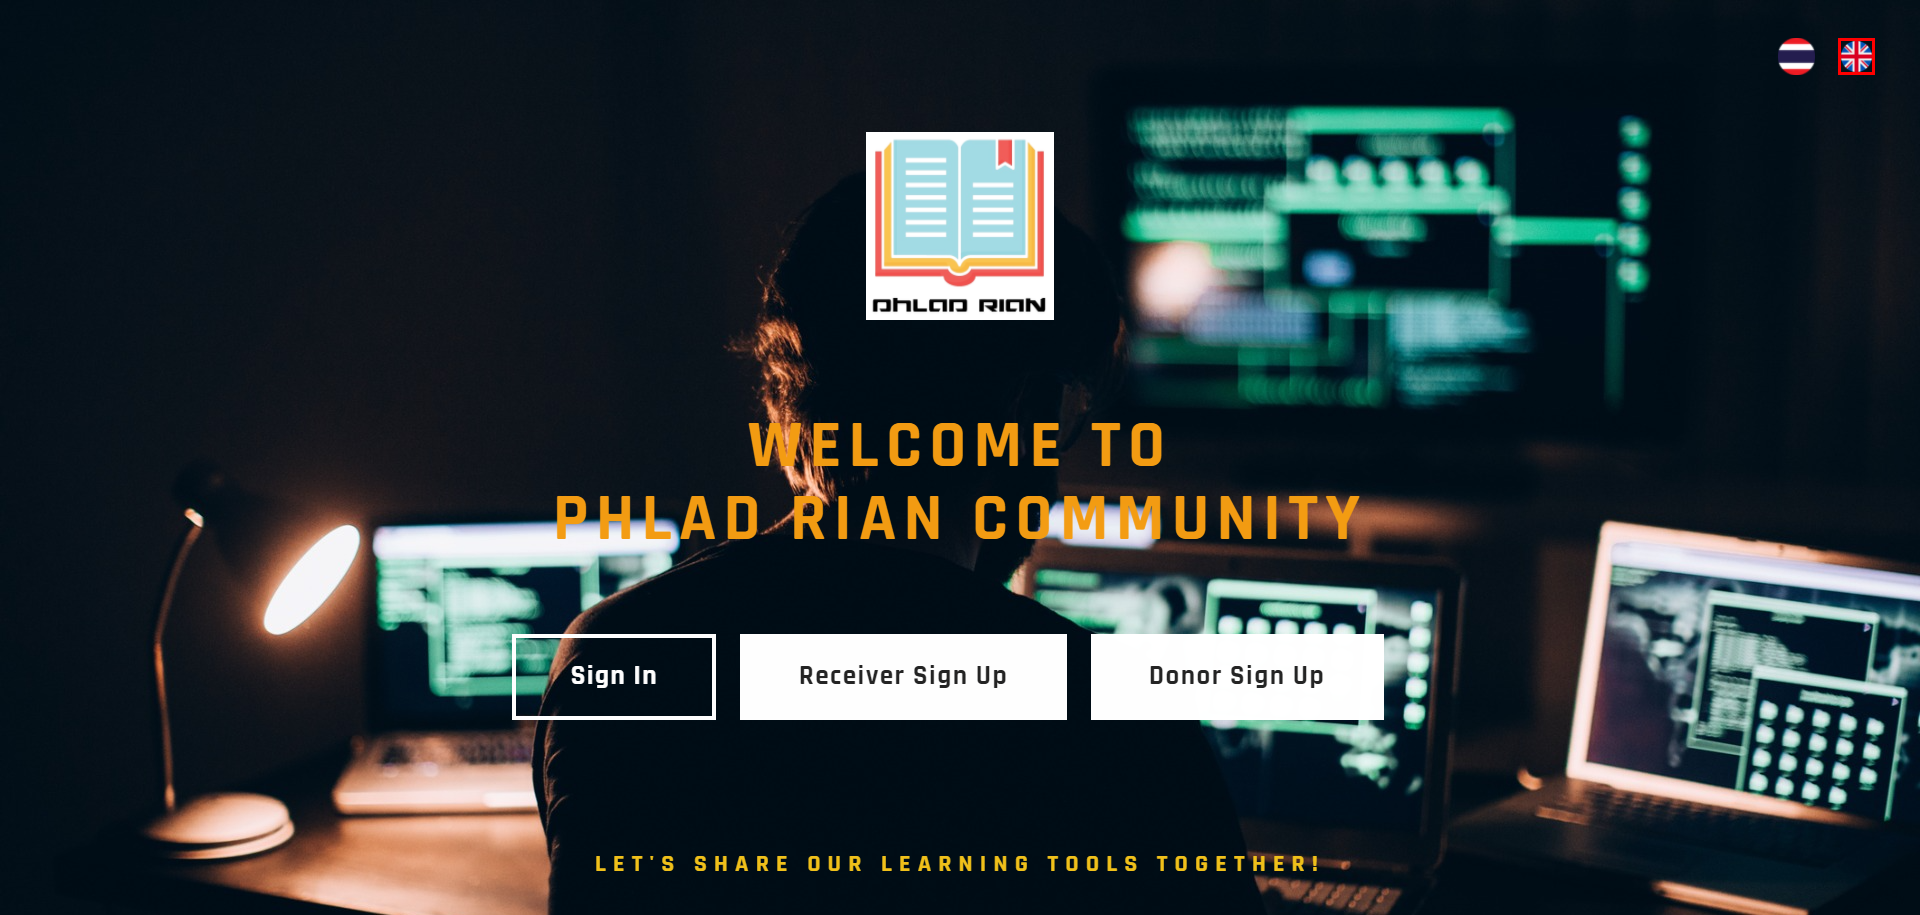 PHLAD RIAN
WELCOME TO
PHLAD RIAN COMMUNITY
Sign In
Receiver Sign Up
Donor Sign Up
LET'S SHARE OUR LEARNING TOOLS TOGETHER!